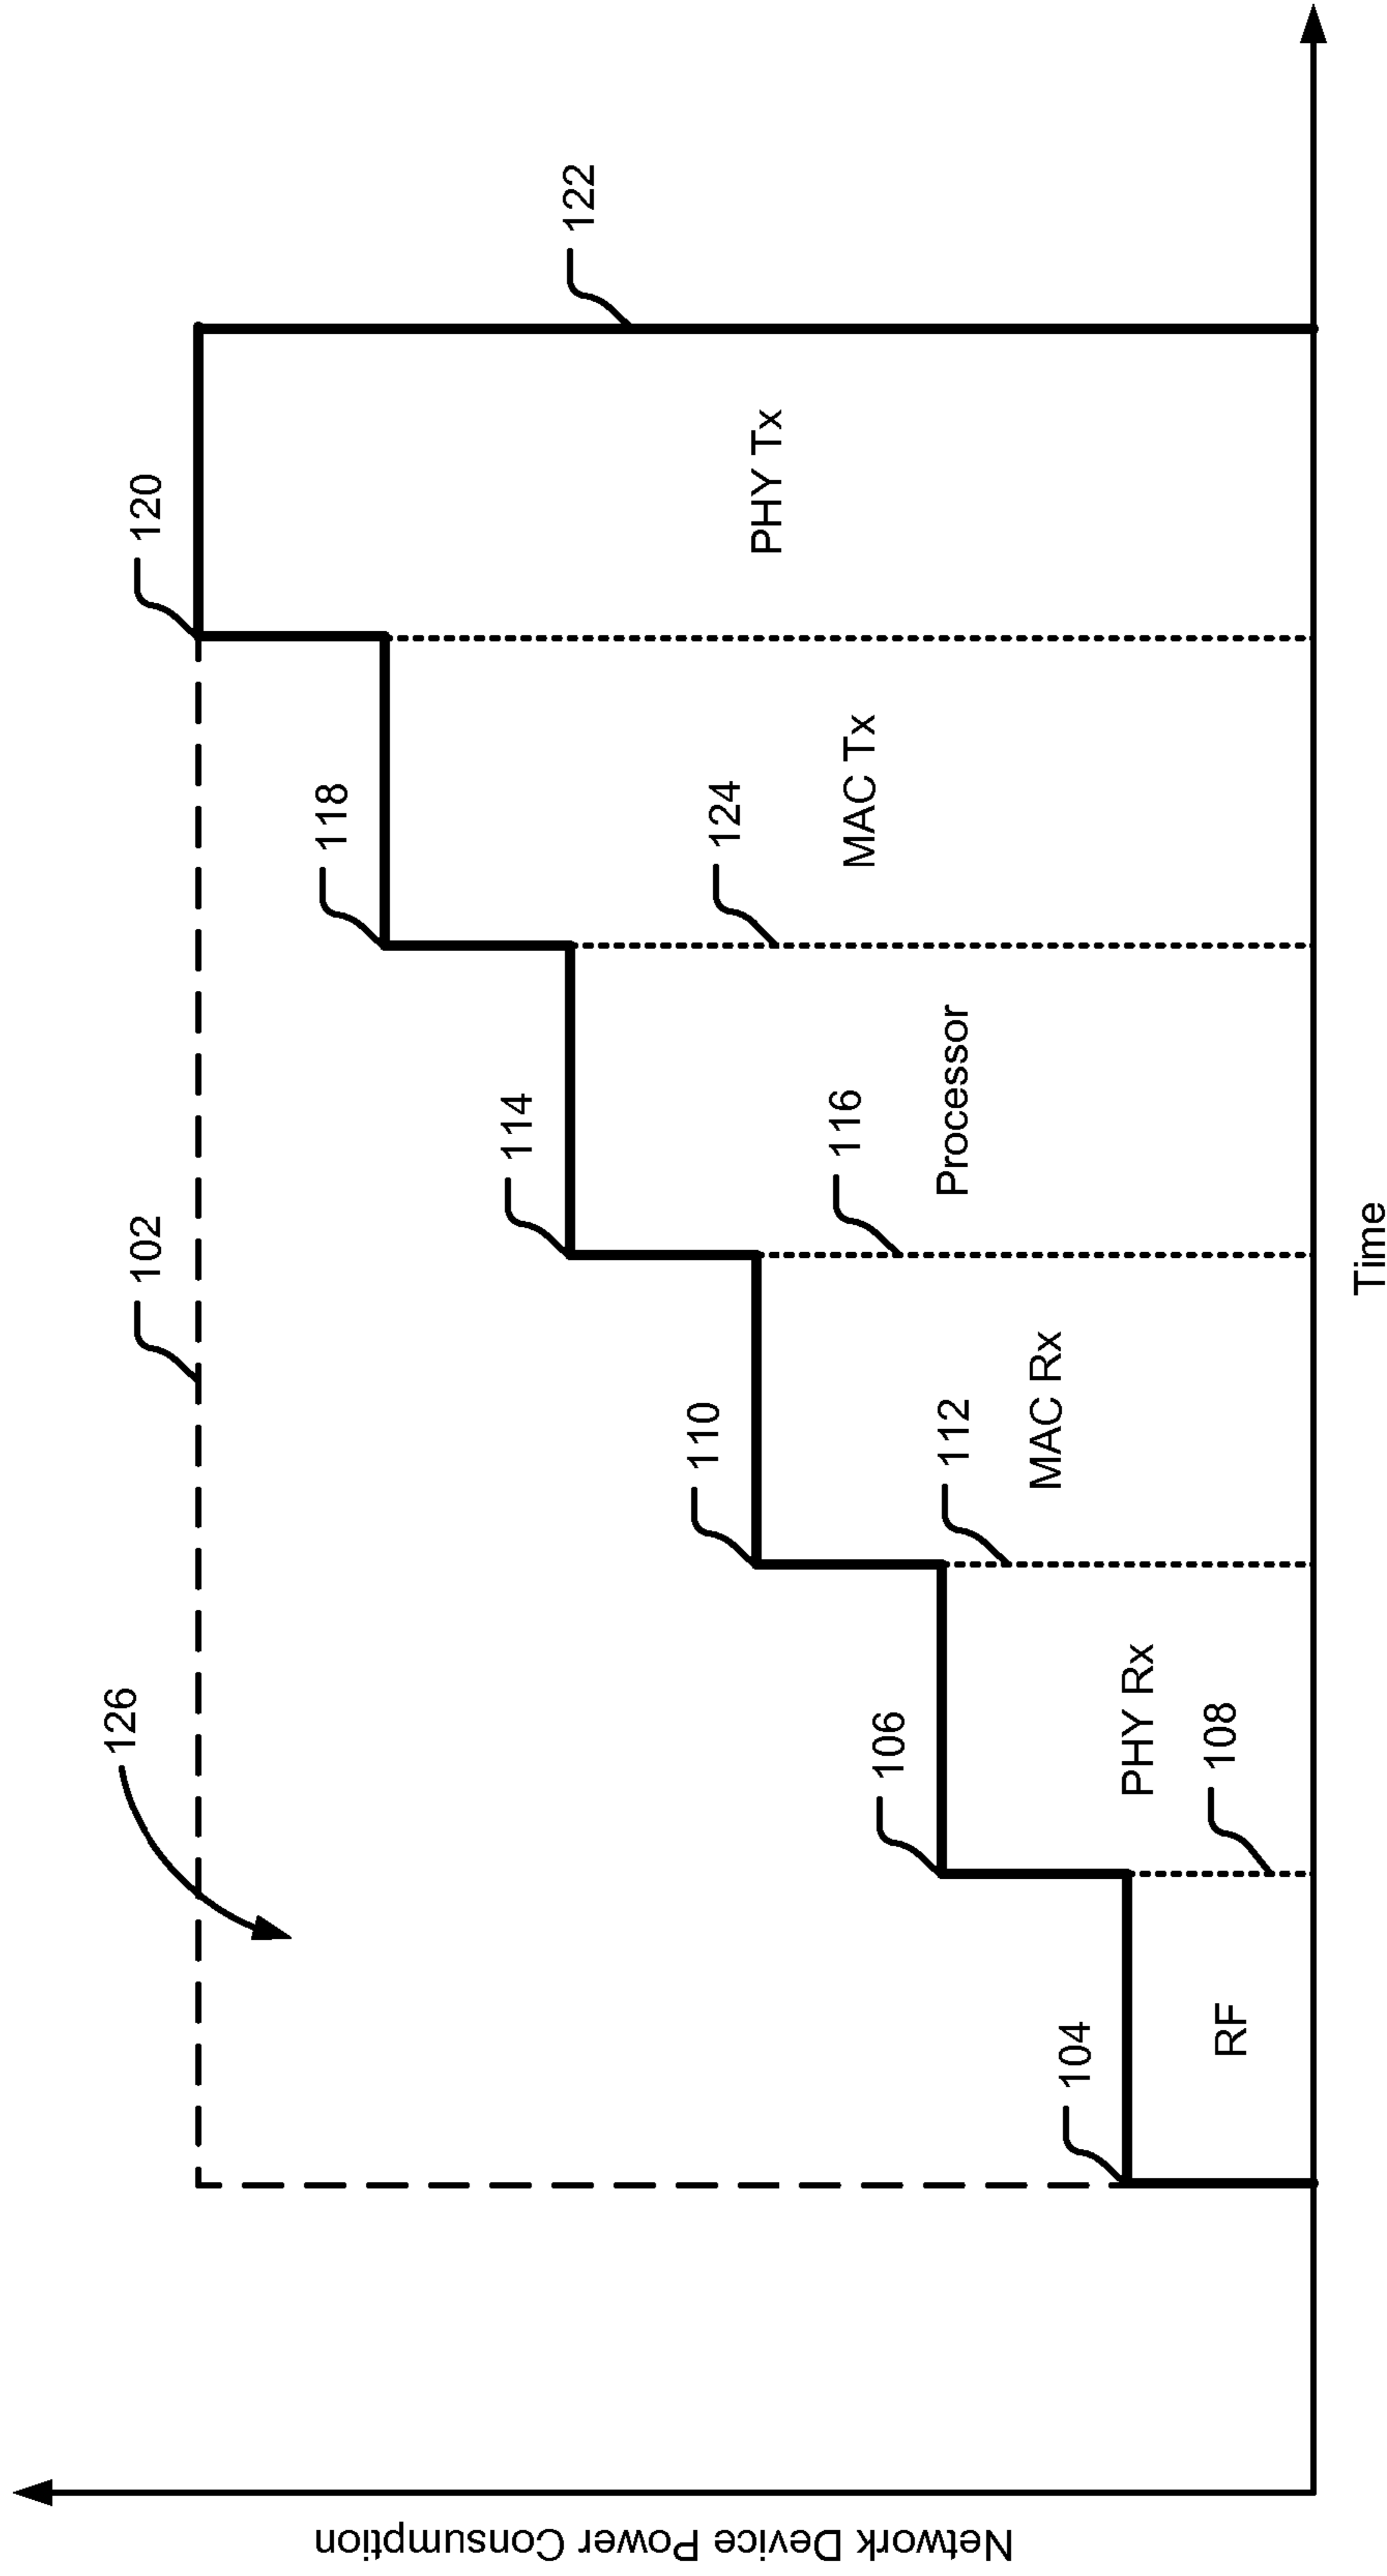 Network Device Power Consumption
126
102
120
118
122
114
110
124
106
116
PHY Tx
104
112
MAC Tx
108
Processor
MAC Rx
PHY Rx
RF
Time